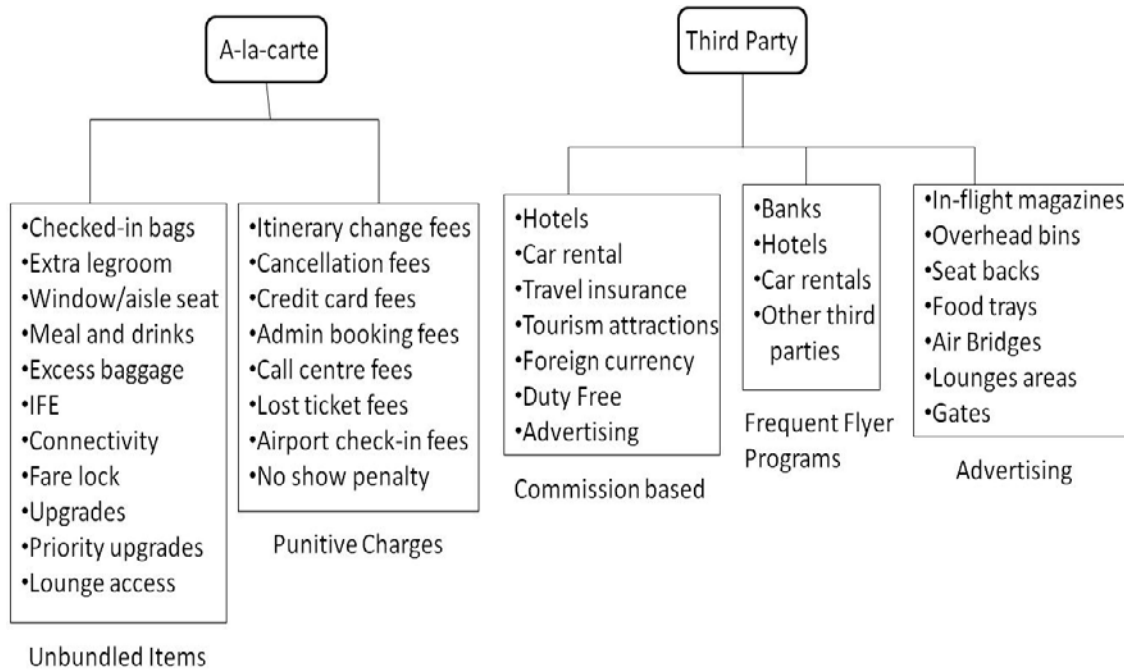 A-la-carte
•Checked-in bags
•Extra legroom
•Window/aisle seat
•Meal and drinks
•Excess baggage
•IFE
•Connectivity
•Fare lock
•Upgrades
•Priority upgrades
•Lounge access
Unbundled Items
•Itinerary change fees
•Cancellation fees
•Credit card fees
•Admin booking fees
•Call centre fees
•Lost ticket fees
•Airport check-in fees
•No show penalty
Punitive Charges
Third Party
•Hotels
•Car rental
•Travel insurance
•Tourism attractions
•Foreign currency
•Duty Free
•Advertising
Commission based
•Banks
•Hotels
•Car rentals
•Other third
parties
Frequent Flyer
Programs
•In-flight magazines
•Overhead bins
•Seat backs
•Food trays
•Air Bridges
•Lounges areas
•Gates
Advertising